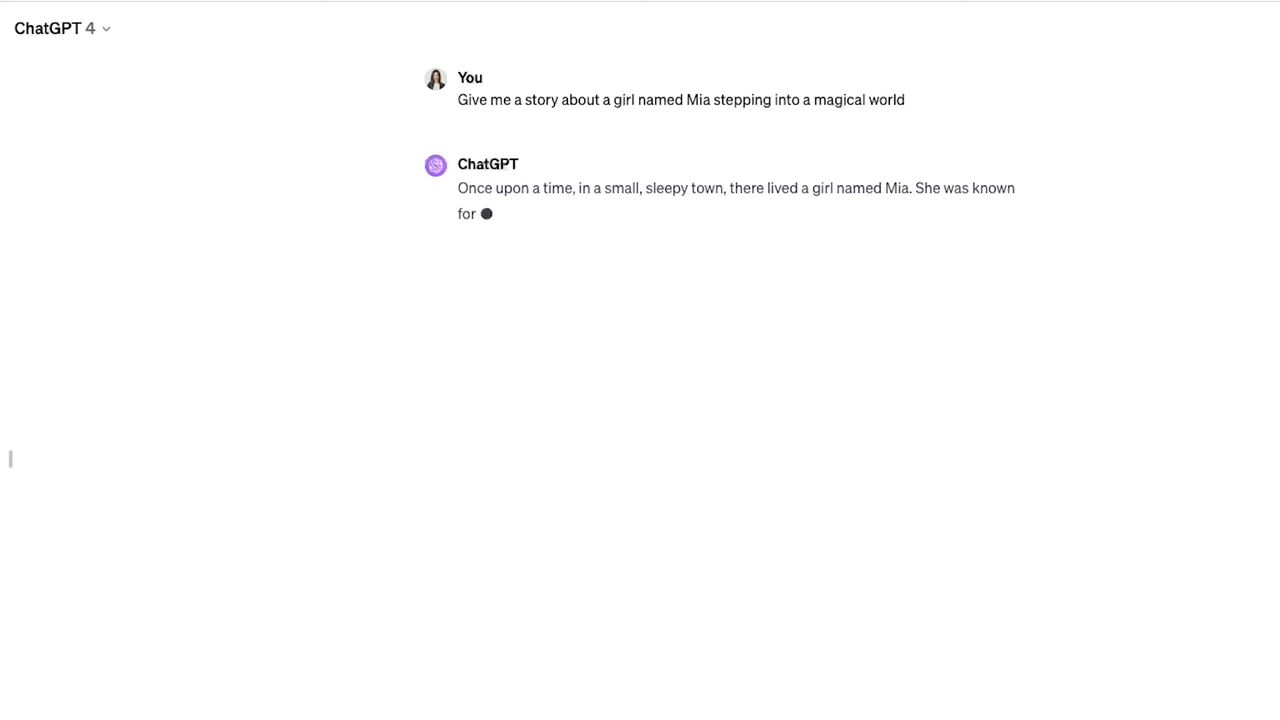 ChatGPT 4
You
Give me a story about a girl named Mia stepping into a magical world
ChatGPT
Once upon a time, in a small, sleepy town, there lived a girl named Mia. She was known
for